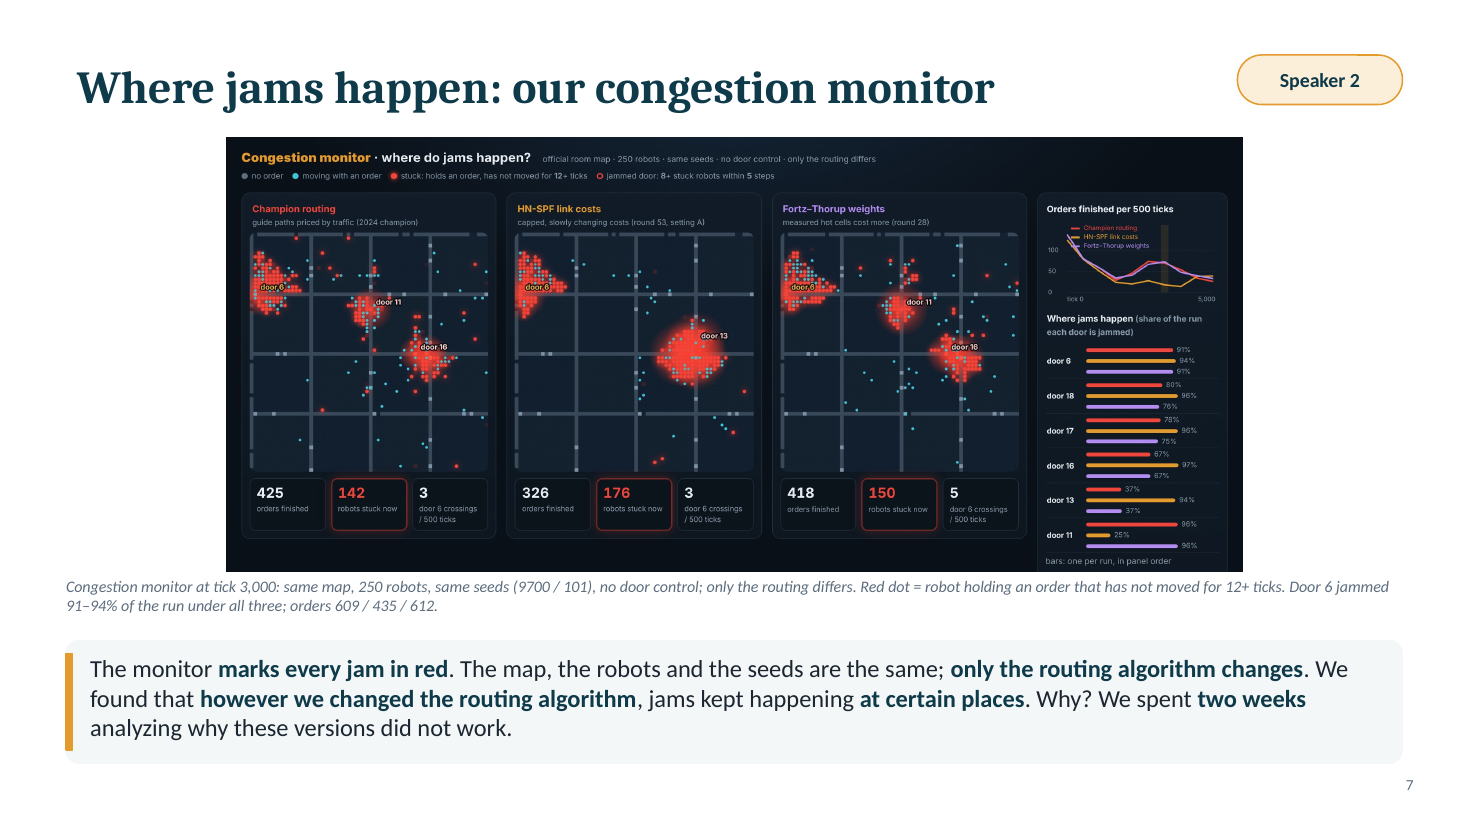 Where jams happen: our congestion monitor
Speaker 2
Congestion monitor · where do jams happen? official room map · 250 robots · same seeds · no door control · only the routing differs
no order moving with an order stuck: holds an order, has not moved for 12+ ticks jammed door: 8+ stuck robots within 5 steps
Champion routing
guide paths priced by traffic (2024 champion)
door 6
door 11
door 16
425
orders finished
142
robots stuck now
3
door 6 crossings
/ 500 ticks
HN-SPF link costs
capped, slowly changing costs (round 53, setting A)
door 6
door 13
326
orders finished
176
robots stuck now
3
door 6 crossings
/ 500 ticks
Fortz–Thorup weights
measured hot cells cost more (round 28)
door 6
door 11
door 16
418
orders finished
150
robots stuck now
5
door 6 crossings
/ 500 ticks
Orders finished per 500 ticks
Champion routing
HN-SPF link costs
Fortz–Thorup weights
100
50
0
tick 0 5,000
Where jams happen (share of the run
each door is jammed)
door 6 91% 94% 91%
door 18 80% 96% 76%
door 17 78% 96% 75%
door 16 67% 97% 67%
door 13 37% 94% 37%
door 11 96% 25% 96%
bars: one per run, in panel order
Congestion monitor at tick 3,000: same map, 250 robots, same seeds (9700 / 101), no door control; only the routing differs. Red dot = robot holding an order that has not moved for 12+ ticks. Door 6 jammed
91–94% of the run under all three; orders 609 / 435 / 612.
The monitor marks every jam in red. The map, the robots and the seeds are the same; only the routing algorithm changes. We
found that however we changed the routing algorithm, jams kept happening at certain places. Why? We spent two weeks
analyzing why these versions did not work.
7